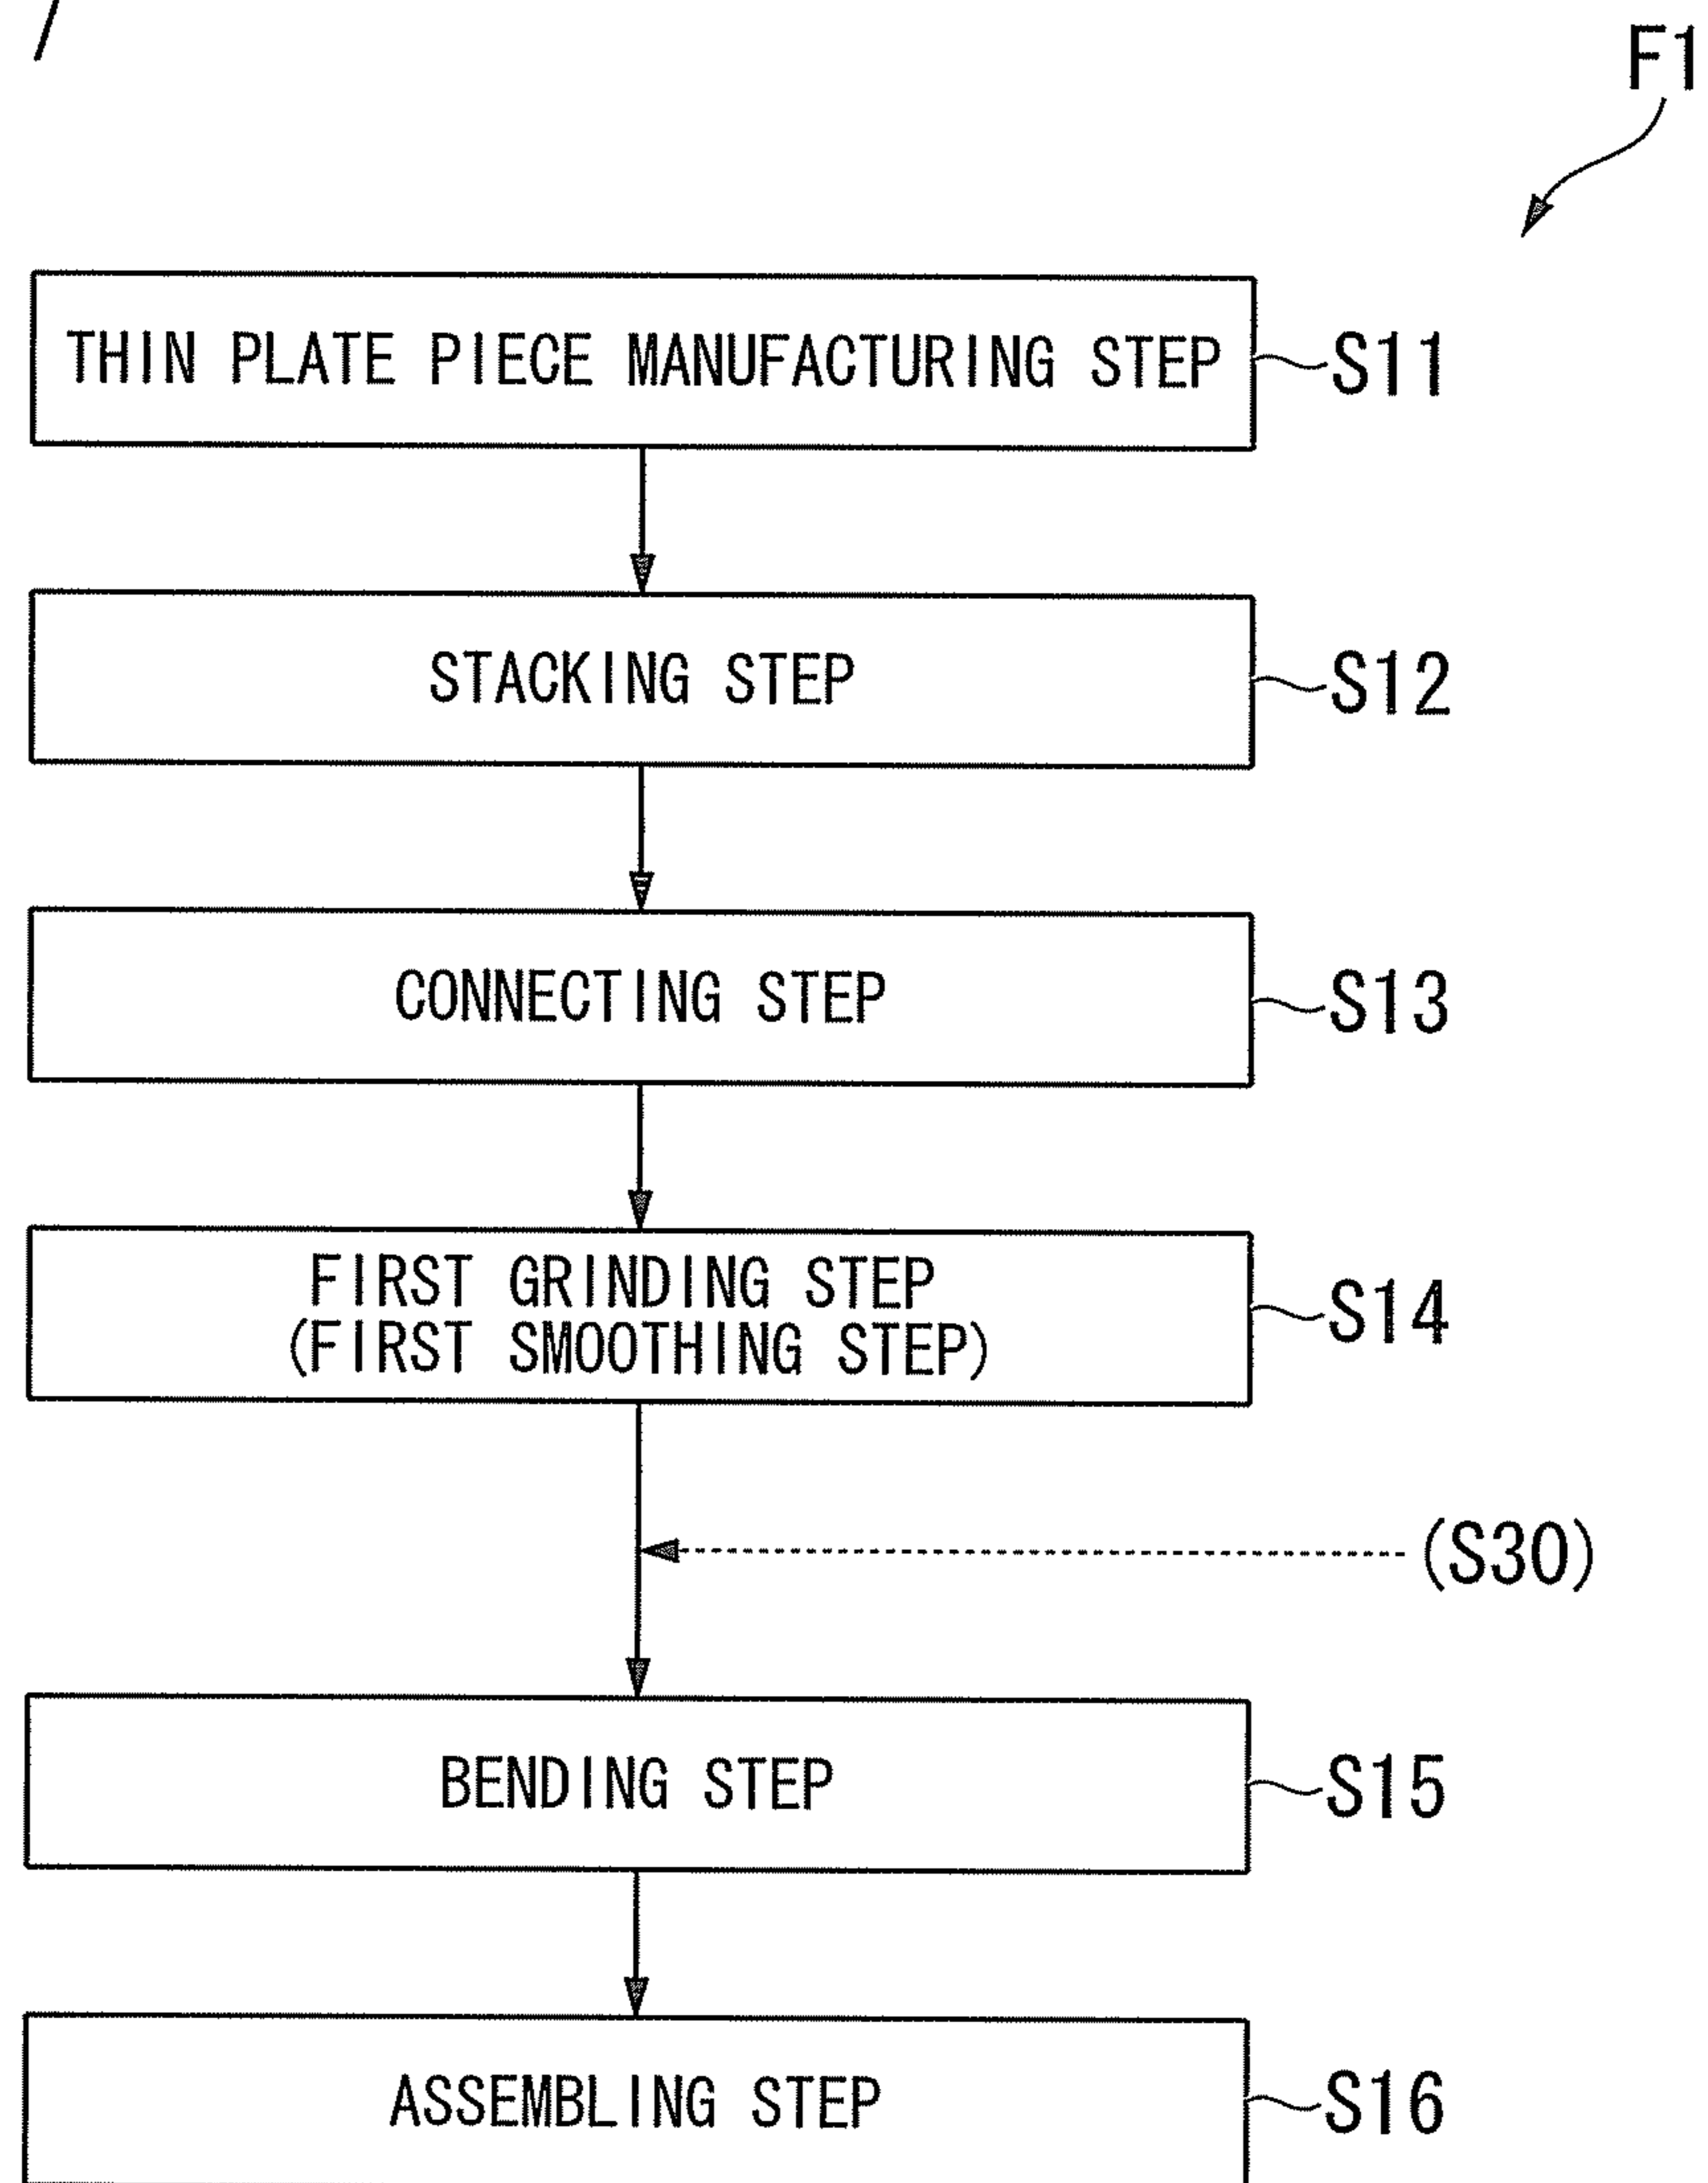 F1
THIN PLATE PIECE MANUFACTURING STEP S11
STACKING STEP S12
CONNECTING STEP S13
FIRST GRINDING STEP
(FIRST SMOOTHING STEP) S14
(S30)
BENDING STEP S15
ASSEMBLING STEP S16